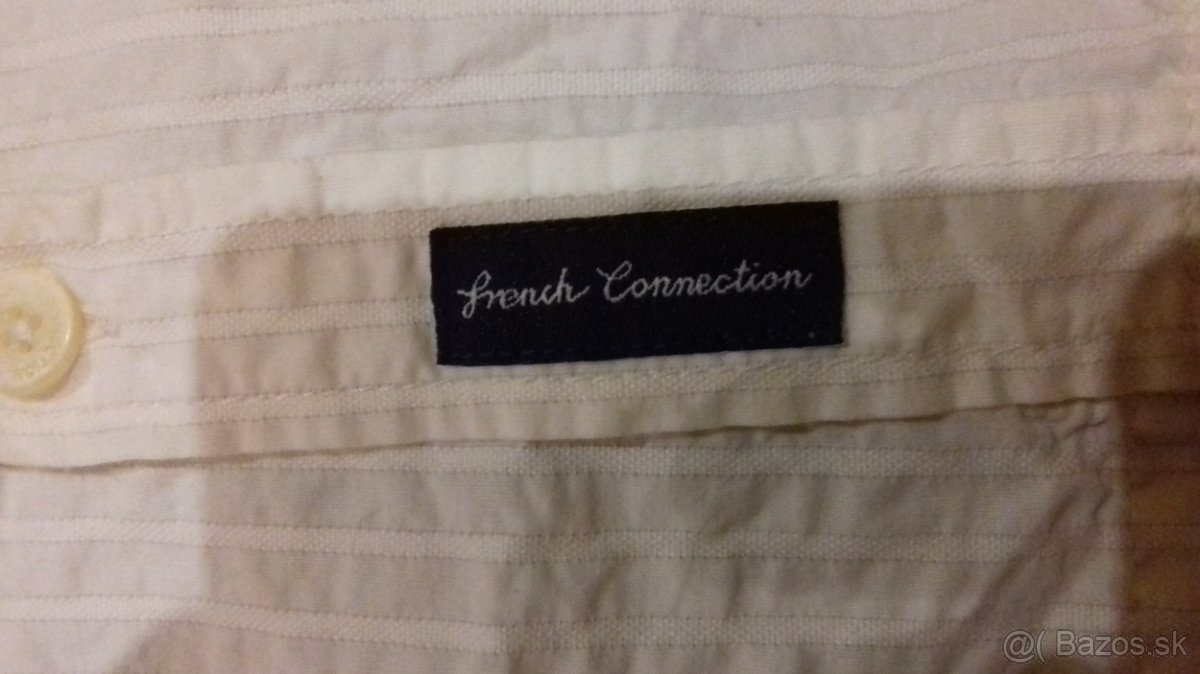 french Connection
@( Bazos.sk